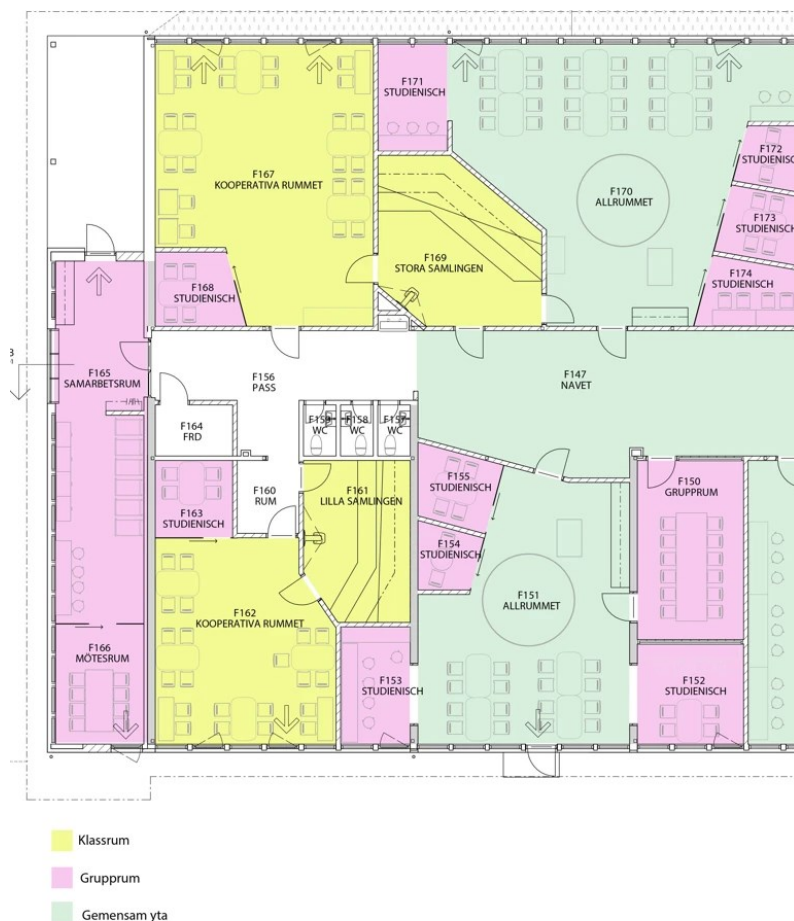 F171
STUDIENISCH
F172
STUDIENISCH
F167
KOOPERATIVA RUMMET
F170
ALLRUMMET
F173
STUDIENISCH
F169
STORA SAMLINGEN
F174
STUDIENISCH
F168
STUDIENISCH
F165
SAMARBETSRUM
F156
PASS
F147
NAVET
F164
FRD
F159
WC
F158
WC
F157
WC
F155
STUDIENISCH
F150
GRUPPRUM
F163
STUDIENISCH
F160
RUM
F161
LILLA SAMLINGEN
F154
STUDIENISCH
F162
KOOPERATIVA RUMMET
F151
ALLRUMMET
F166
MÖTESRUM
F153
STUDIENISCH
F152
STUDIENISCH
Klassrum
Grupprum
Gemensam yta